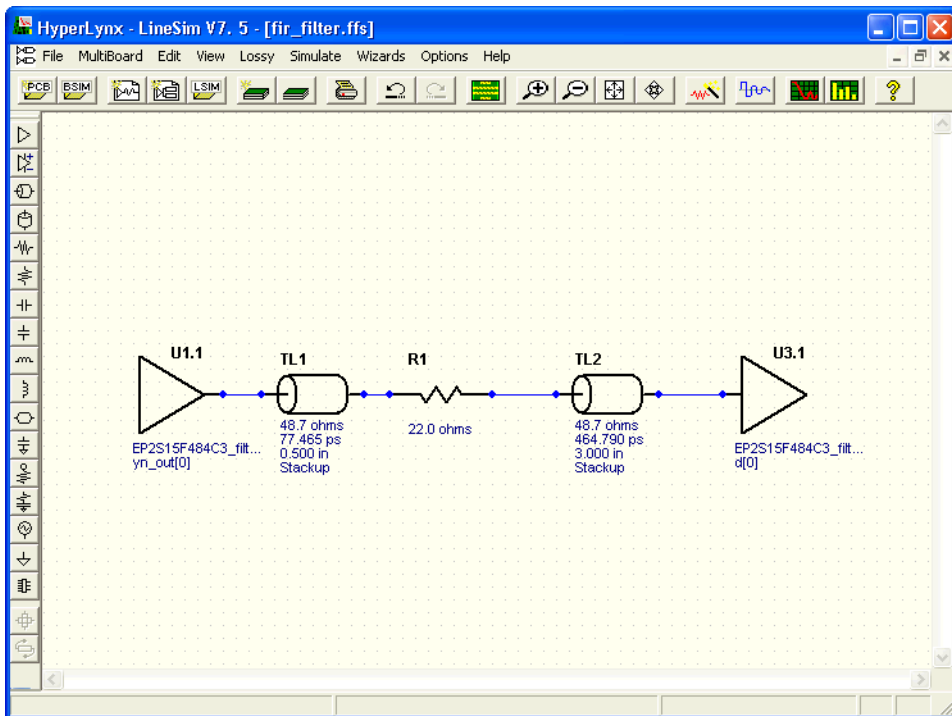 HyperLynx - LineSim V7. 5 - [fir_filter.ffs]
File MultiBoard Edit View Lossy Simulate Wizards Options Help
PCB BSIM LSIM
U1.1
TL1
R1
TL2
U3.1
48.7 ohms
77.465 ps
0.500 in
Stackup
22.0 ohms
48.7 ohms
464.790 ps
3.000 in
Stackup
EP2S15F484C3_filt...
yn_out[0]
EP2S15F484C3_filt...
d[0]